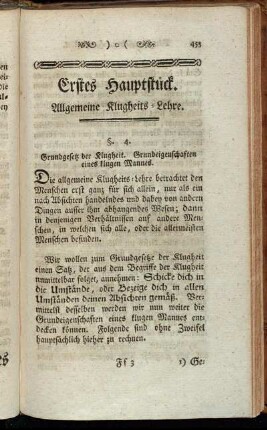 ) o (
455
Erstes Hauptstück.
Allgemeine Klugheits-Lehre.
§. 4.
Grundgesetz der Klugheit. Grundeigenschaften
eines klugen Mannes.
Die allgemeine Klugheits-Lehre betrachtet den
Menschen erst ganz für sich allein, nur als ein
nach Absichten handelndes und dabey von andern
Dingen ausser ihm abhangendes Wesen; dann in
denjenigen Verhältnissen auf andere Men-
schen, in welchen sich alle, oder die allermeisten
Menschen befinden.
Wir wollen zum Grundgesetze der Klugheit
einen Satz, der aus dem Begriffe der Klugheit
unmittelbar folget, annehmen: Schicke dich in
die Umstände, oder Bezeige dich in allen
Umständen deinen Absichten gemäß. Ver-
mittelst desselben werden wir nun weiter die
Grundeigenschaften eines klugen Mannes ent-
decken können. Folgende sind ohne Zweifel
hauptsächlich hieher zu rechnen.
Ff 3
1) Ge-